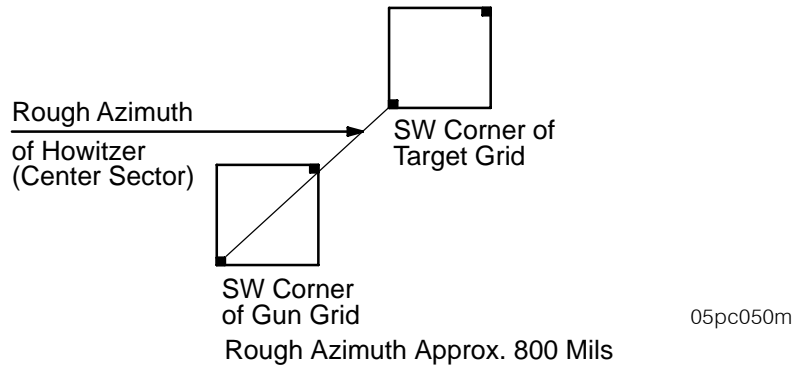 Rough Azimuth
of Howitzer
(Center Sector)
SW Corner of
Target Grid
SW Corner
of Gun Grid
05pc050m
Rough Azimuth Approx. 800 Mils